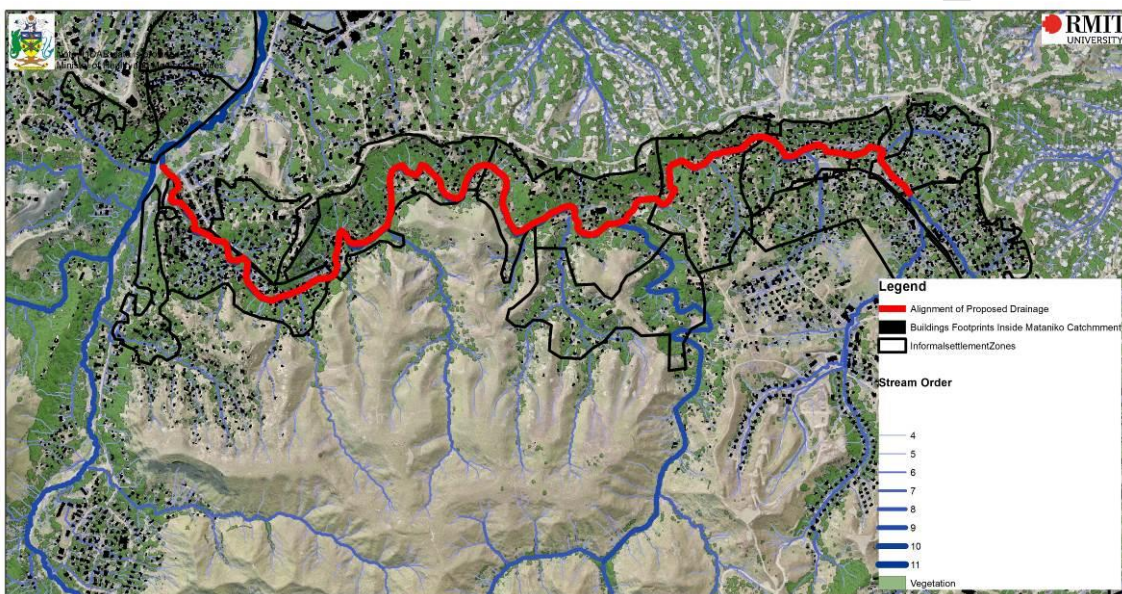 RMIT
UNIVERSITY
Legend
Alignment of Proposed Drainage
Buildings Footprints Inside Mataniko Catchmment
InformalsettlementZones
Stream Order
4
5
6
7
8
9
10
11
Vegetation